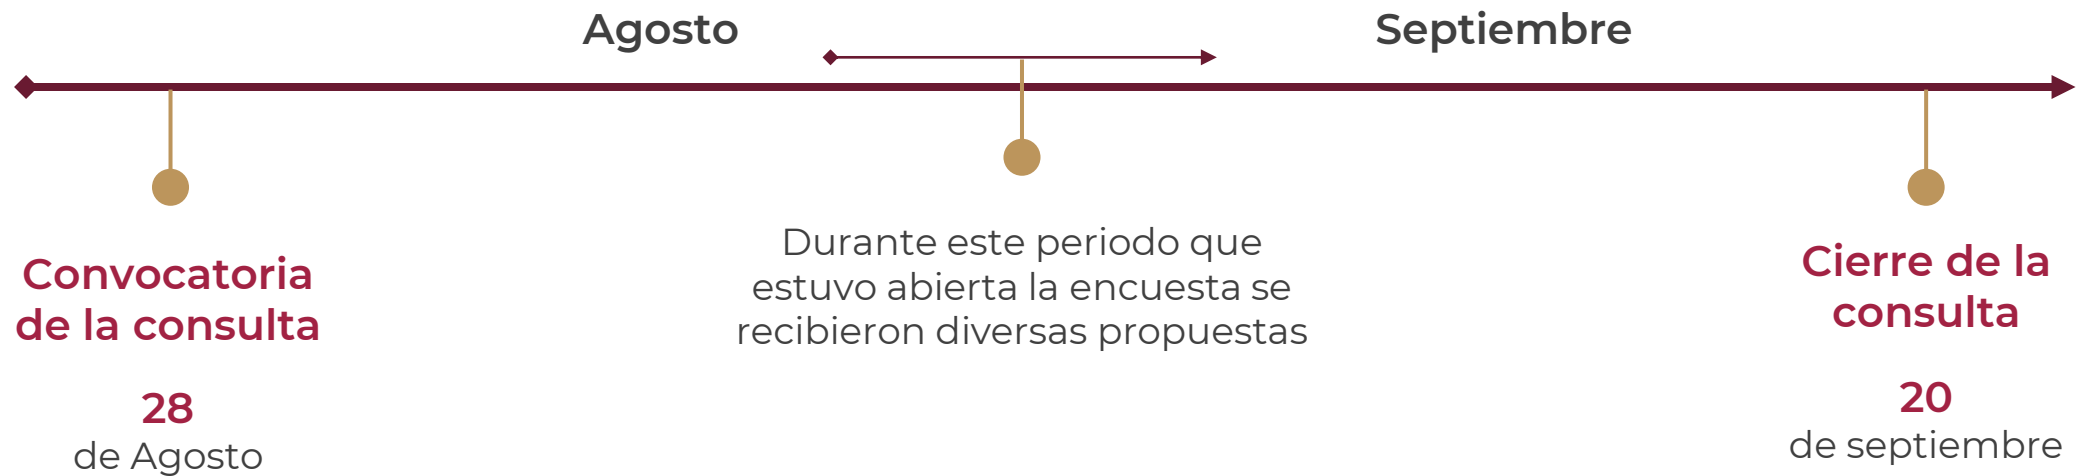 Agosto
Septiembre
Convocatoria
de la consulta
28
de Agosto
Durante este periodo que
estuvo abierta la encuesta se
recibieron diversas propuestas
Cierre de la
consulta
20
de septiembre